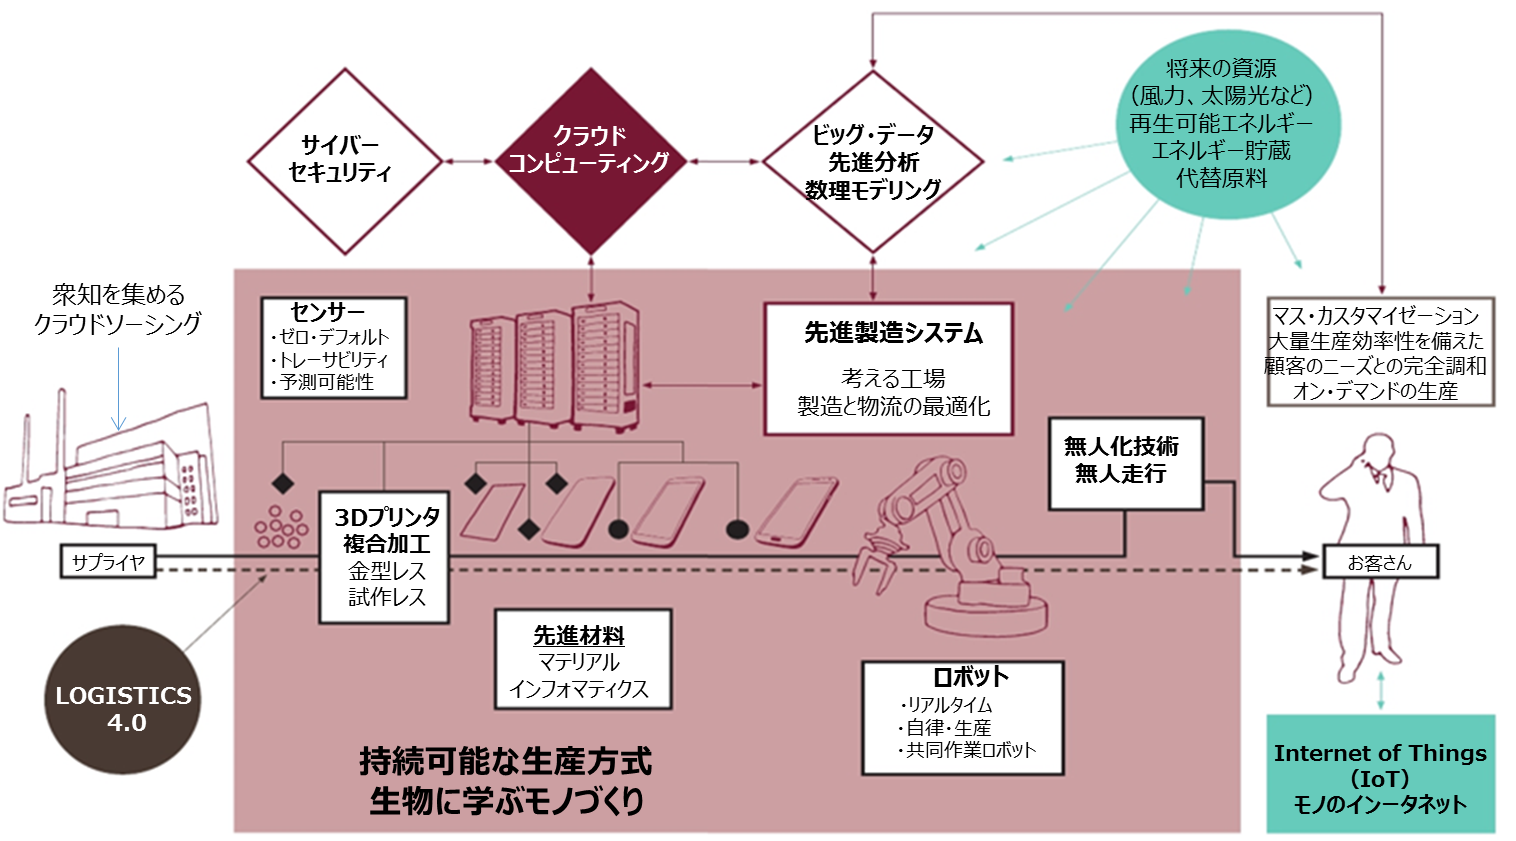 将来の資源
（風力、太陽光など）
再生可能エネルギー
エネルギー貯蔵
代替原料
サイバー
セキュリティ
クラウド
コンピューティング
ビッグ・データ
先進分析
数理モデリング
衆知を集める
クラウドソーシング
センサー
・ゼロ・デフォルト
・トレーサビリティ
・予測可能性
先進製造システム
考える工場
製造と物流の最適化
マス・カスタマイゼーション
大量生産効率性を備えた
顧客のニーズとの完全調和
オン・デマンドの生産
無人化技術
無人走行
サプライヤ
3Dプリンタ
複合加工
金型レス
試作レス
お客さん
LOGISTICS
4.0
先進材料
マテリアル
インフォマティクス
ロボット
・リアルタイム
・自律・生産
・共同作業ロボット
持続可能な生産方式
生物に学ぶモノづくり
Internet of Things
（IoT）
モノのインータネット